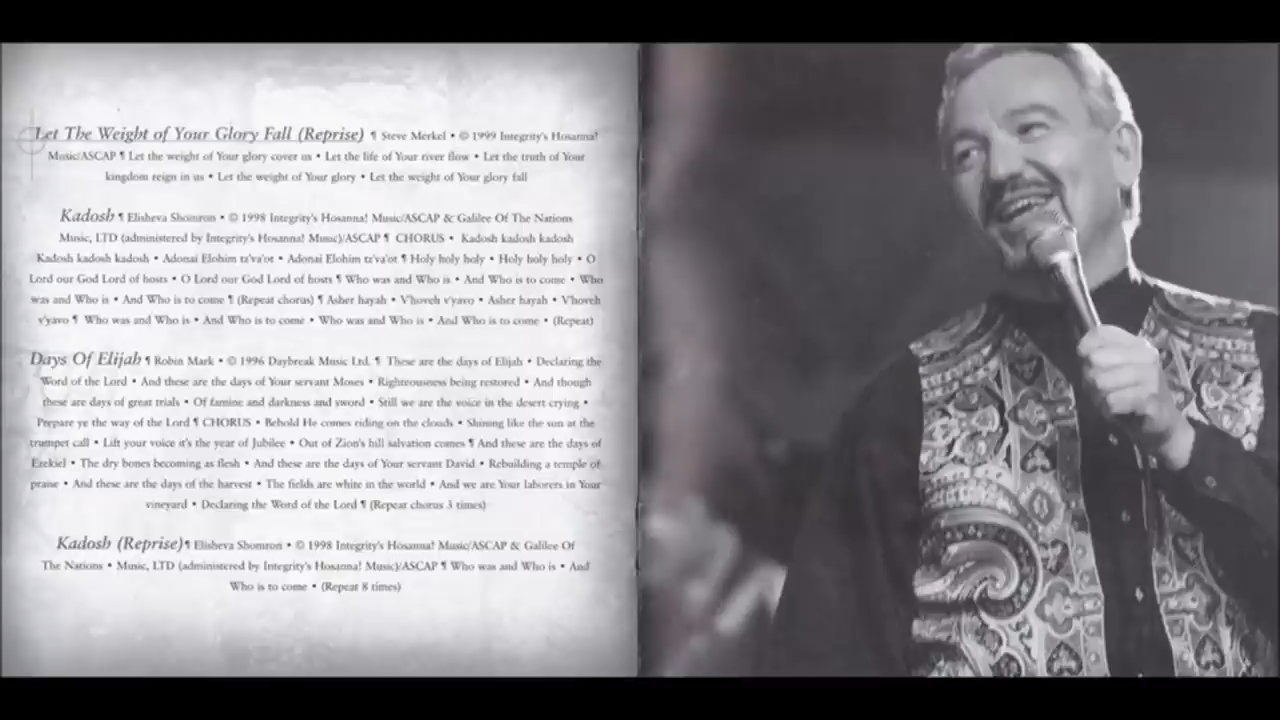 Let The Weight of Your Glory Fall (Reprise) ¶ Steve Merkel • © 1999 Integrity's Hosanna!
Music/ASCAP ¶ Let the weight of Your glory cover us • Let the life of Your river flow • Let the truth of Your
kingdom reign in us • Let the weight of Your glory • Let the weight of Your glory fall
Kadosh ¶ Elisheva Shomron • © 1998 Integrity's Hosanna! Music/ASCAP & Galilee Of The Nations
Music, LTD (administered by Integrity's Hosanna! Music)/ASCAP ¶ CHORUS • Kadosh kadosh kadosh
Kadosh kadosh kadosh • Adonai Elohim tz'va'ot • Adonai Elohim tz'va'ot ¶ Holy holy holy • Holy holy holy • O
Lord our God Lord of hosts • O Lord our God Lord of hosts ¶ Who was and Who is • And Who is to come • Who
was and Who is • And Who is to come ¶ (Repeat chorus) ¶ Asher hayah • V'hoveh v'yavo • Asher hayah • V'hoveh
v'yavo ¶ Who was and Who is • And Who is to come • Who was and Who is • And Who is to come • (Repeat)
Days Of Elijah ¶ Robin Mark • © 1996 Daybreak Music Ltd. ¶ These are the days of Elijah • Declaring the
Word of the Lord • And these are the days of Your servant Moses • Righteousness being restored • And though
these are days of great trials • Of famine and darkness and sword • Still we are the voice in the desert crying •
Prepare ye the way of the Lord ¶ CHORUS • Behold He comes riding on the clouds • Shining like the sun at the
trumpet call • Lift your voice it's the year of Jubilee • Out of Zion's hill salvation comes ¶ And these are the days of
Ezekiel • The dry bones becoming as flesh • And these are the days of Your servant David • Rebuilding a temple of
praise • And these are the days of the harvest • The fields are white in the world • And we are Your laborers in Your
vineyard • Declaring the Word of the Lord ¶ (Repeat chorus 3 times)
Kadosh (Reprise) ¶ Elisheva Shomron • © 1998 Integrity's Hosanna! Music/ASCAP & Galilee Of
The Nations • Music, LTD (administered by Integrity's Hosanna! Music)/ASCAP ¶ Who was and Who is • And
Who is to come • (Repeat 8 times)